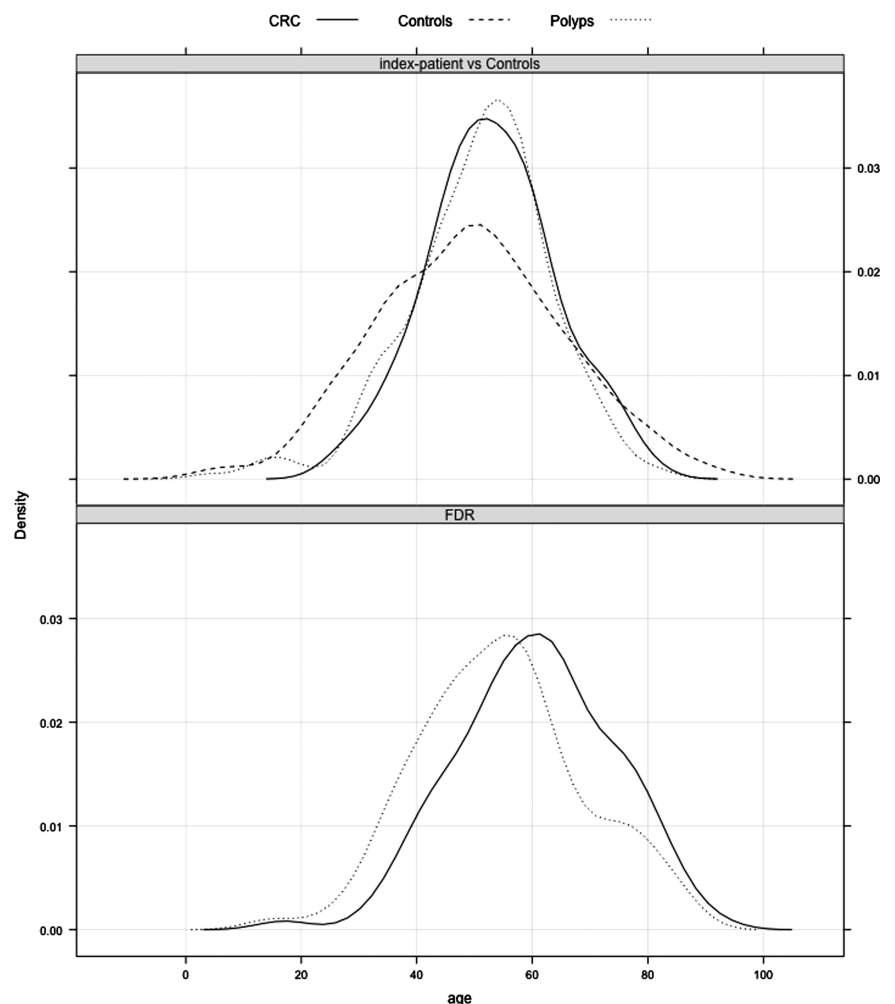 CRC Controls Polyps
index-patient vs Controls
0.03
0.02
0.01
0.00
Density
FDR
0.03
0.02
0.01
0.00
0 20 40 60 80 100
age